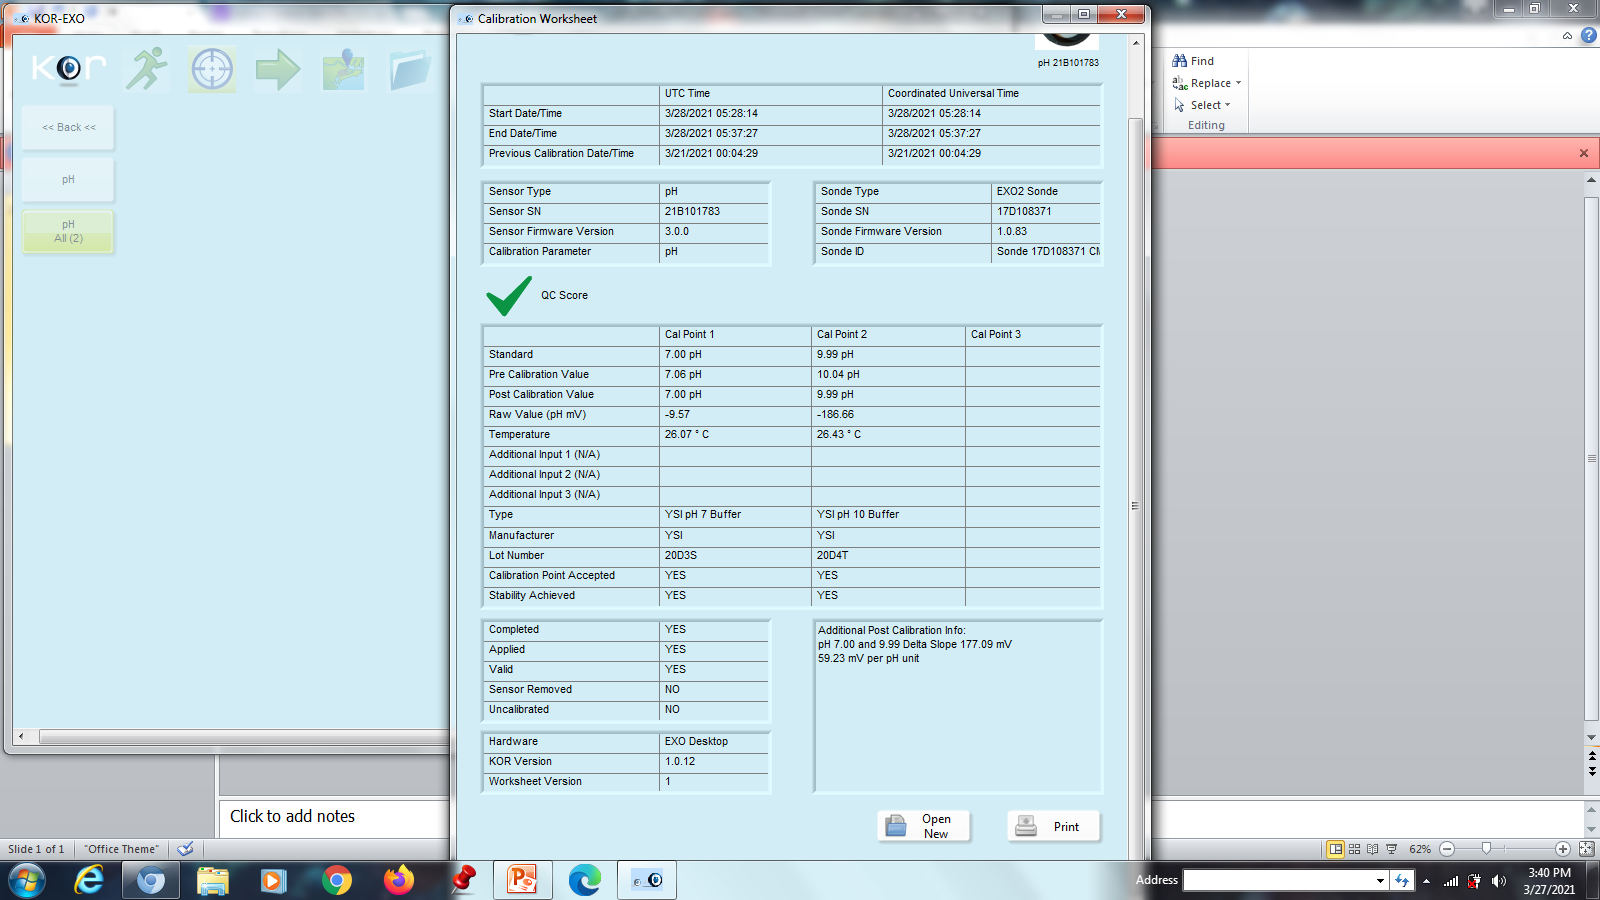 KOR-EXO
Calibration Worksheet
kor
<< Back <<
pH
pH
All (2)
Find
Replace
Select
Editing
pH 21B101783
UTC Time Coordinated Universal Time
Start Date/Time 3/28/2021 05:28:14 3/28/2021 05:28:14
End Date/Time 3/28/2021 05:37:27 3/28/2021 05:37:27
Previous Calibration Date/Time 3/21/2021 00:04:29 3/21/2021 00:04:29
Sensor Type pH Sonde Type EXO2 Sonde
Sensor SN 21B101783 Sonde SN 17D108371
Sensor Firmware Version 3.0.0 Sonde Firmware Version 1.0.83
Calibration Parameter pH Sonde ID Sonde 17D108371
QC Score
Cal Point 1 Cal Point 2 Cal Point 3
Standard 7.00 pH 9.99 pH
Pre Calibration Value 7.06 pH 10.04 pH
Post Calibration Value 7.00 pH 9.99 pH
Raw Value (pH mV) -9.57 -186.66
Temperature 26.07 ° C 26.43 ° C
Additional Input 1 (N/A)
Additional Input 2 (N/A)
Additional Input 3 (N/A)
Type YSI pH 7 Buffer YSI pH 10 Buffer
Manufacturer YSI YSI
Lot Number 20D3S 20D4T
Calibration Point Accepted YES YES
Stability Achieved YES YES
Completed YES
Applied YES
Valid YES
Sensor Removed NO
Uncalibrated NO
Additional Post Calibration Info:
pH 7.00 and 9.99 Delta Slope 177.09 mV
59.23 mV per pH unit
Hardware EXO Desktop
KOR Version 1.0.12
Worksheet Version 1
Open
New
Print
Click to add notes
Slide 1 of 1 "Office Theme" 62%
Address
3:40 PM
3/27/2021